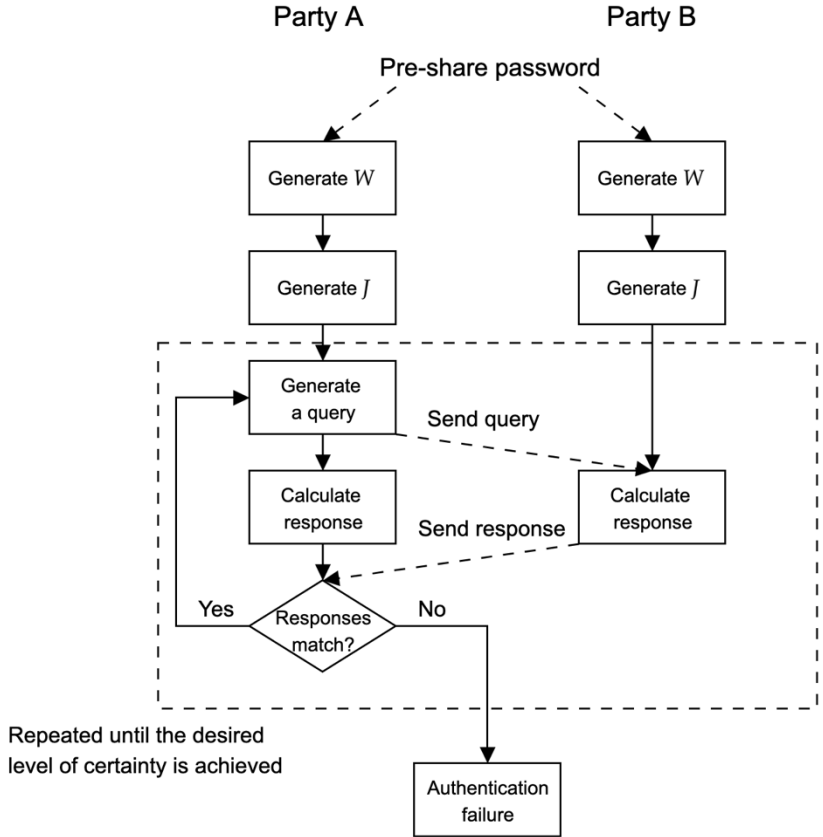 Party A
Party B
Pre-share password
Generate W
Generate W
Generate J
Generate J
Generate
a query
Send query
Calculate
response
Calculate
response
Send response
Yes
Responses
match?
No
Repeated until the desired
level of certainty is achieved
Authentication
failure